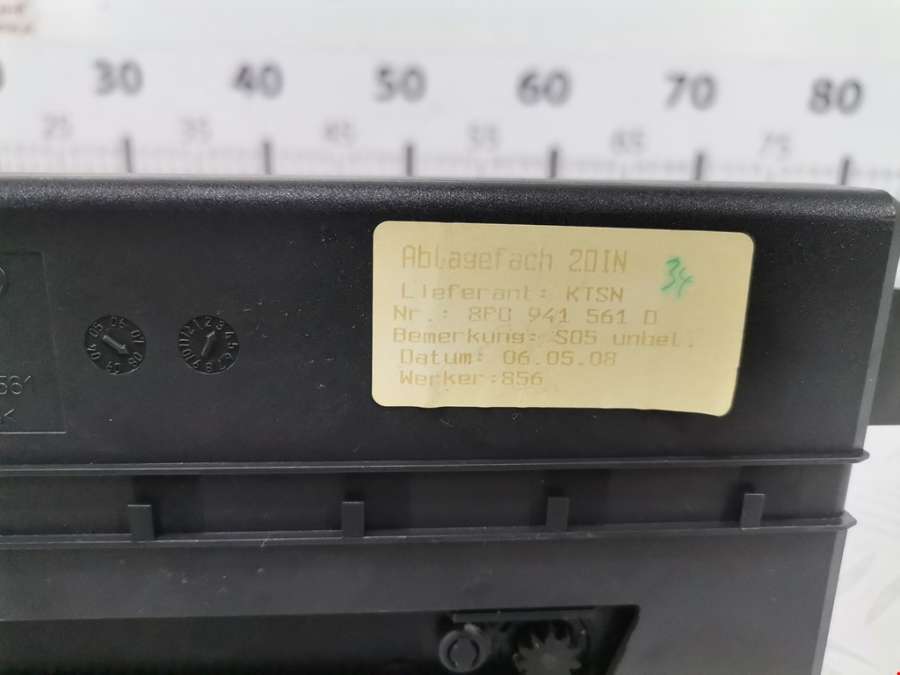 30 40 50 60 70 80
25 35 45 55 65 75
Ablagefach 2DIN
34
Lieferant: KTSN
Nr.: 8P0 941 561 D
Bemerkung: S05 unbel.
Datum: 06.05.08
Werker:856
561